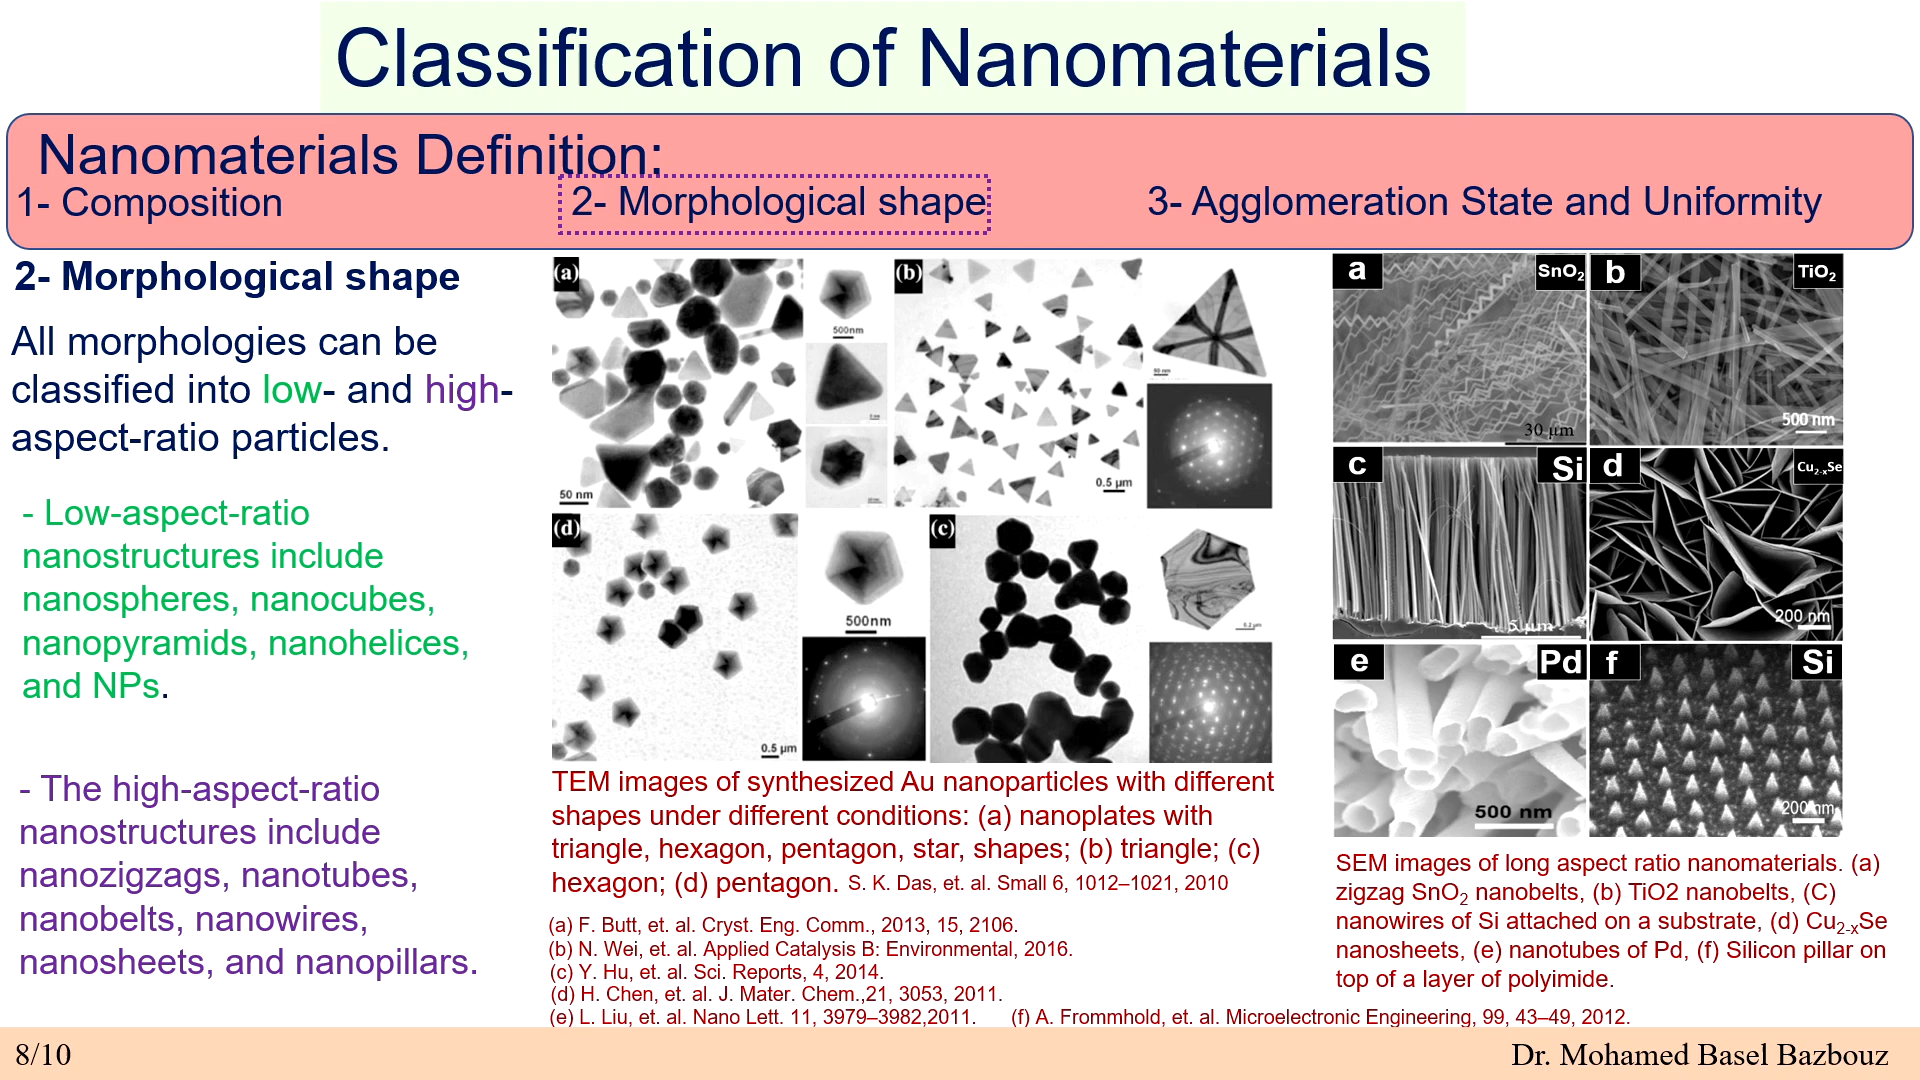 Classification of Nanomaterials
Nanomaterials Definition:
1- Composition
2- Morphological shape
3- Agglomeration State and Uniformity
2- Morphological shape
All morphologies can be
classified into low- and high-
aspect-ratio particles.
- Low-aspect-ratio
nanostructures include
nanospheres, nanocubes,
nanopyramids, nanohelices,
and NPs.
- The high-aspect-ratio
nanostructures include
nanozigzags, nanotubes,
nanobelts, nanowires,
nanosheets, and nanopillars.
(a)
500nm
50 nm
(b)
0.5 µm
(d)
500nm
0.5 µm
(c)
TEM images of synthesized Au nanoparticles with different
shapes under different conditions: (a) nanoplates with
triangle, hexagon, pentagon, star, shapes; (b) triangle; (c)
hexagon; (d) pentagon. S. K. Das, et. al. Small 6, 1012–1021, 2010
a SnO2
30 µm
b TiO2
500 nm
c Si
5 µm
d Cu2-xSe
200 nm
e Pd
500 nm
f Si
200 nm
SEM images of long aspect ratio nanomaterials. (a)
zigzag SnO2 nanobelts, (b) TiO2 nanobelts, (C)
nanowires of Si attached on a substrate, (d) Cu2-xSe
nanosheets, (e) nanotubes of Pd, (f) Silicon pillar on
top of a layer of polyimide.
(a) F. Butt, et. al. Cryst. Eng. Comm., 2013, 15, 2106.
(b) N. Wei, et. al. Applied Catalysis B: Environmental, 2016.
(c) Y. Hu, et. al. Sci. Reports, 4, 2014.
(d) H. Chen, et. al. J. Mater. Chem.,21, 3053, 2011.
(e) L. Liu, et. al. Nano Lett. 11, 3979–3982,2011. (f) A. Frommhold, et. al. Microelectronic Engineering, 99, 43–49, 2012.
8/10
Dr. Mohamed Basel Bazbouz